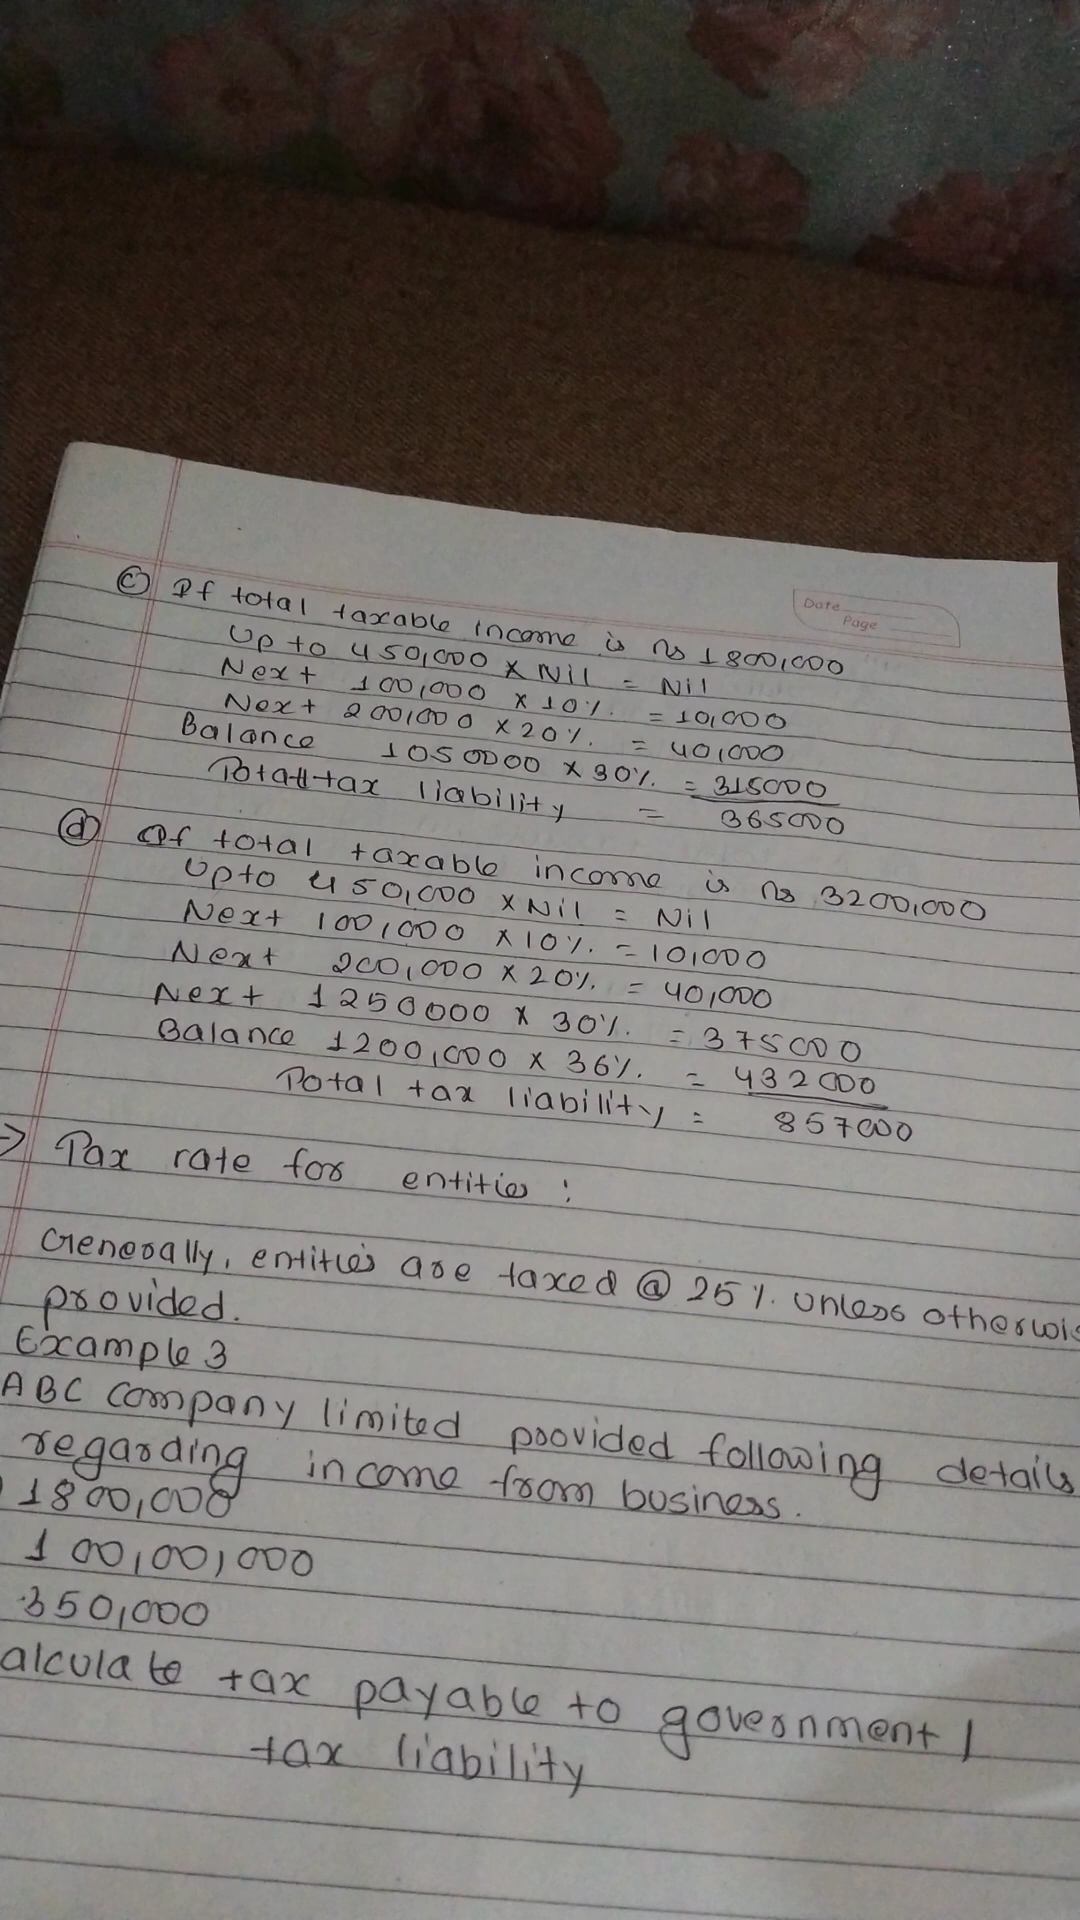 Date
Page
(c) If total taxable income is Rs 1800,000
Up to 450,000 × Nil = Nil
Next 100,000 × 10% = 10,000
Next 200,000 × 20% = 40,000
Balance 1050000 × 30% = 315000
Total tax liability = 365000
(d) If total taxable income is Rs 3200,000
Upto 450,000 × Nil = Nil
Next 100,000 × 10% = 10,000
Next 200,000 × 20% = 40,000
Next 1250000 × 30% = 375000
Balance 1200,000 × 36% = 432000
Total tax liability = 857000
→ Tax rate for entities :
Generally, entities are taxed @ 25% unless otherwis
provided.
Example 3
ABC company limited provided following details
regarding income from business.
1800,000
100,00,000
350,000
alculate tax payable to government /
tax liability